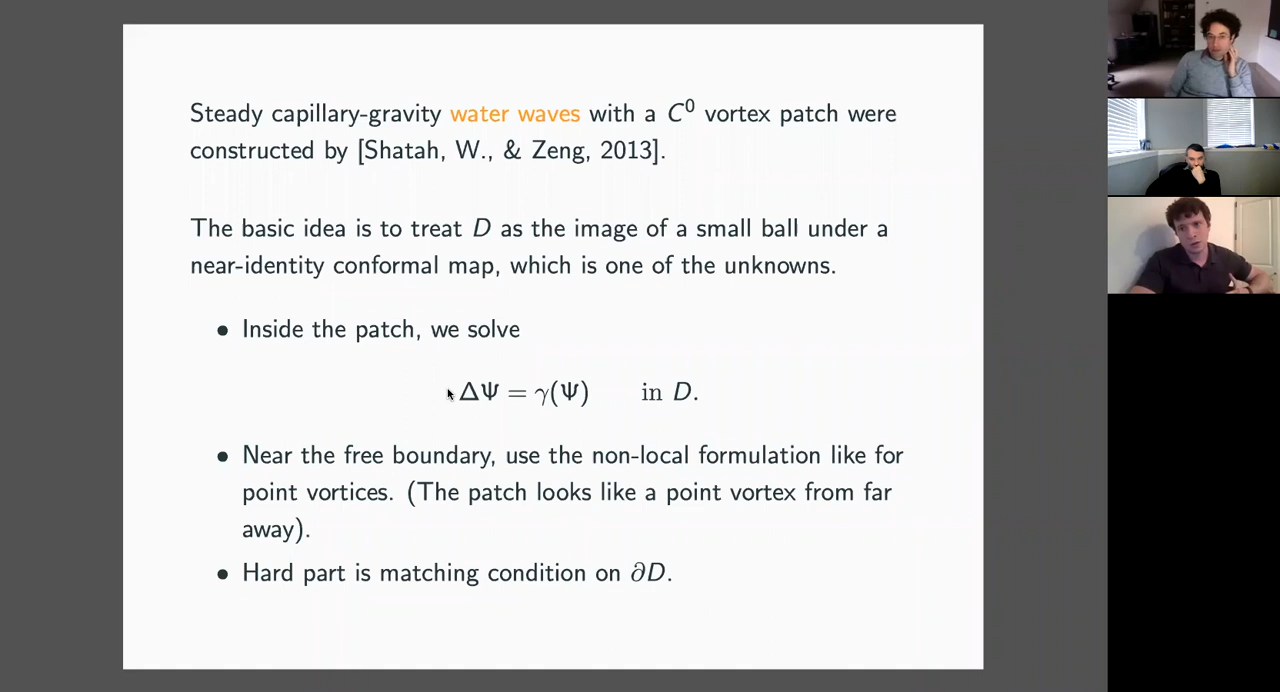 Steady capillary-gravity water waves with a C⁰ vortex patch were
constructed by [Shatah, W., & Zeng, 2013].
The basic idea is to treat D as the image of a small ball under a
near-identity conformal map, which is one of the unknowns.
• Inside the patch, we solve
ΔΨ = γ(Ψ) in D.
• Near the free boundary, use the non-local formulation like for
point vortices. (The patch looks like a point vortex from far
away).
• Hard part is matching condition on ∂D.